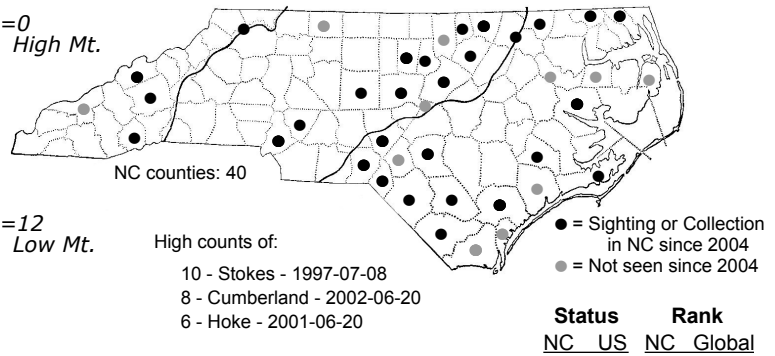 =0
High Mt.
NC counties: 40
=12
Low Mt.
High counts of:
10 - Stokes - 1997-07-08
8 - Cumberland - 2002-06-20
6 - Hoke - 2001-06-20
= Sighting or Collection
in NC since 2004
= Not seen since 2004
Status Rank
NC US NC Global